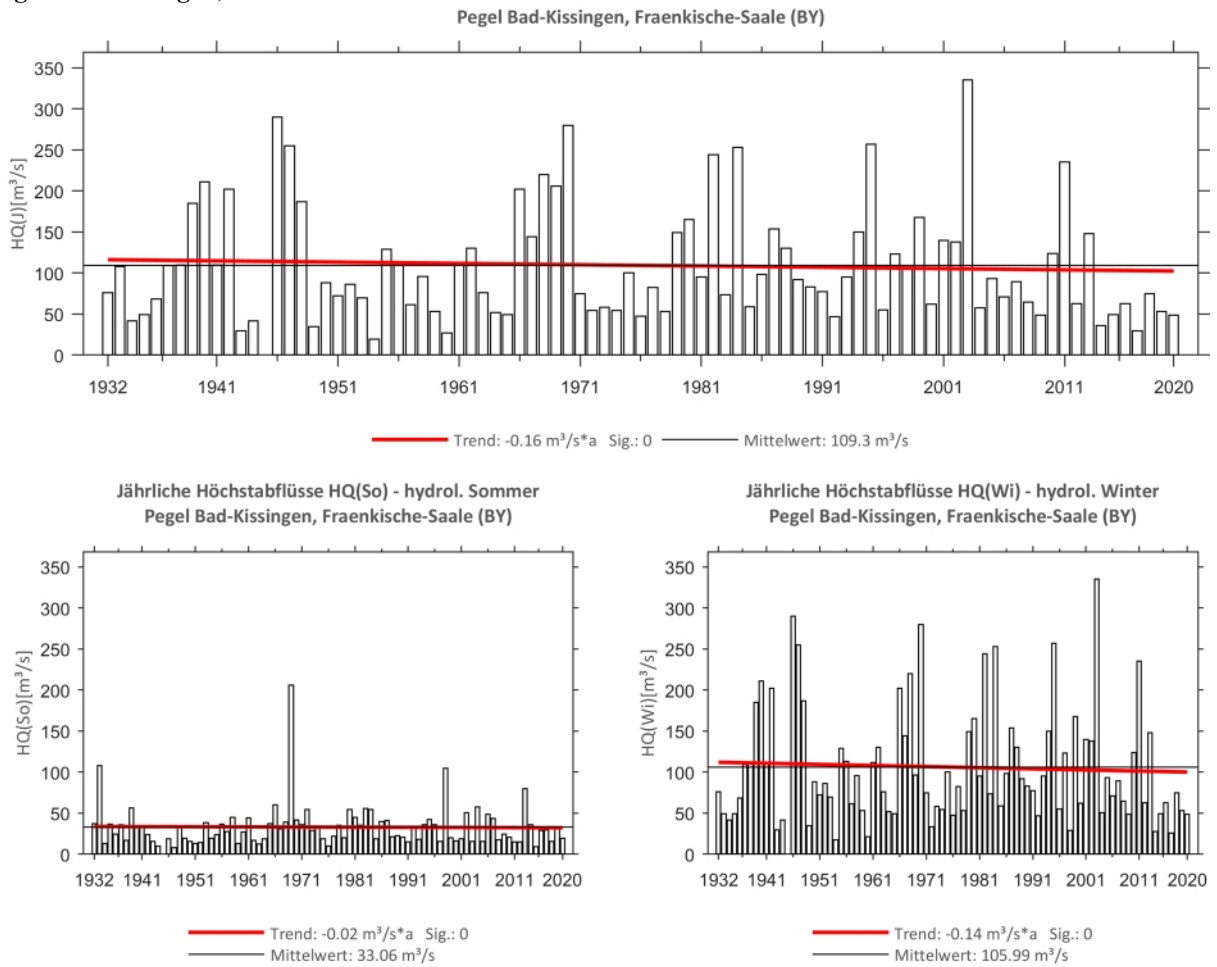 Pegel Bad-Kissingen, Fraenkische-Saale (BY)
HQ(J)[m³/s]
350
300
250
200
150
100
50
0
1932 1941 1951 1961 1971 1981 1991 2001 2011 2020
Trend: -0.16 m³/s*a Sig.: 0 Mittelwert: 109.3 m³/s
Jährliche Höchstabflüsse HQ(So) - hydrol. Sommer
Pegel Bad-Kissingen, Fraenkische-Saale (BY)
HQ(So)[m³/s]
350
300
250
200
150
100
50
0
1932 1941 1951 1961 1971 1981 1991 2001 2011 2020
Trend: -0.02 m³/s*a Sig.: 0
Mittelwert: 33.06 m³/s
Jährliche Höchstabflüsse HQ(Wi) - hydrol. Winter
Pegel Bad-Kissingen, Fraenkische-Saale (BY)
HQ(Wi)[m³/s]
350
300
250
200
150
100
50
0
1932 1941 1951 1961 1971 1981 1991 2001 2011 2020
Trend: -0.14 m³/s*a Sig.: 0
Mittelwert: 105.99 m³/s